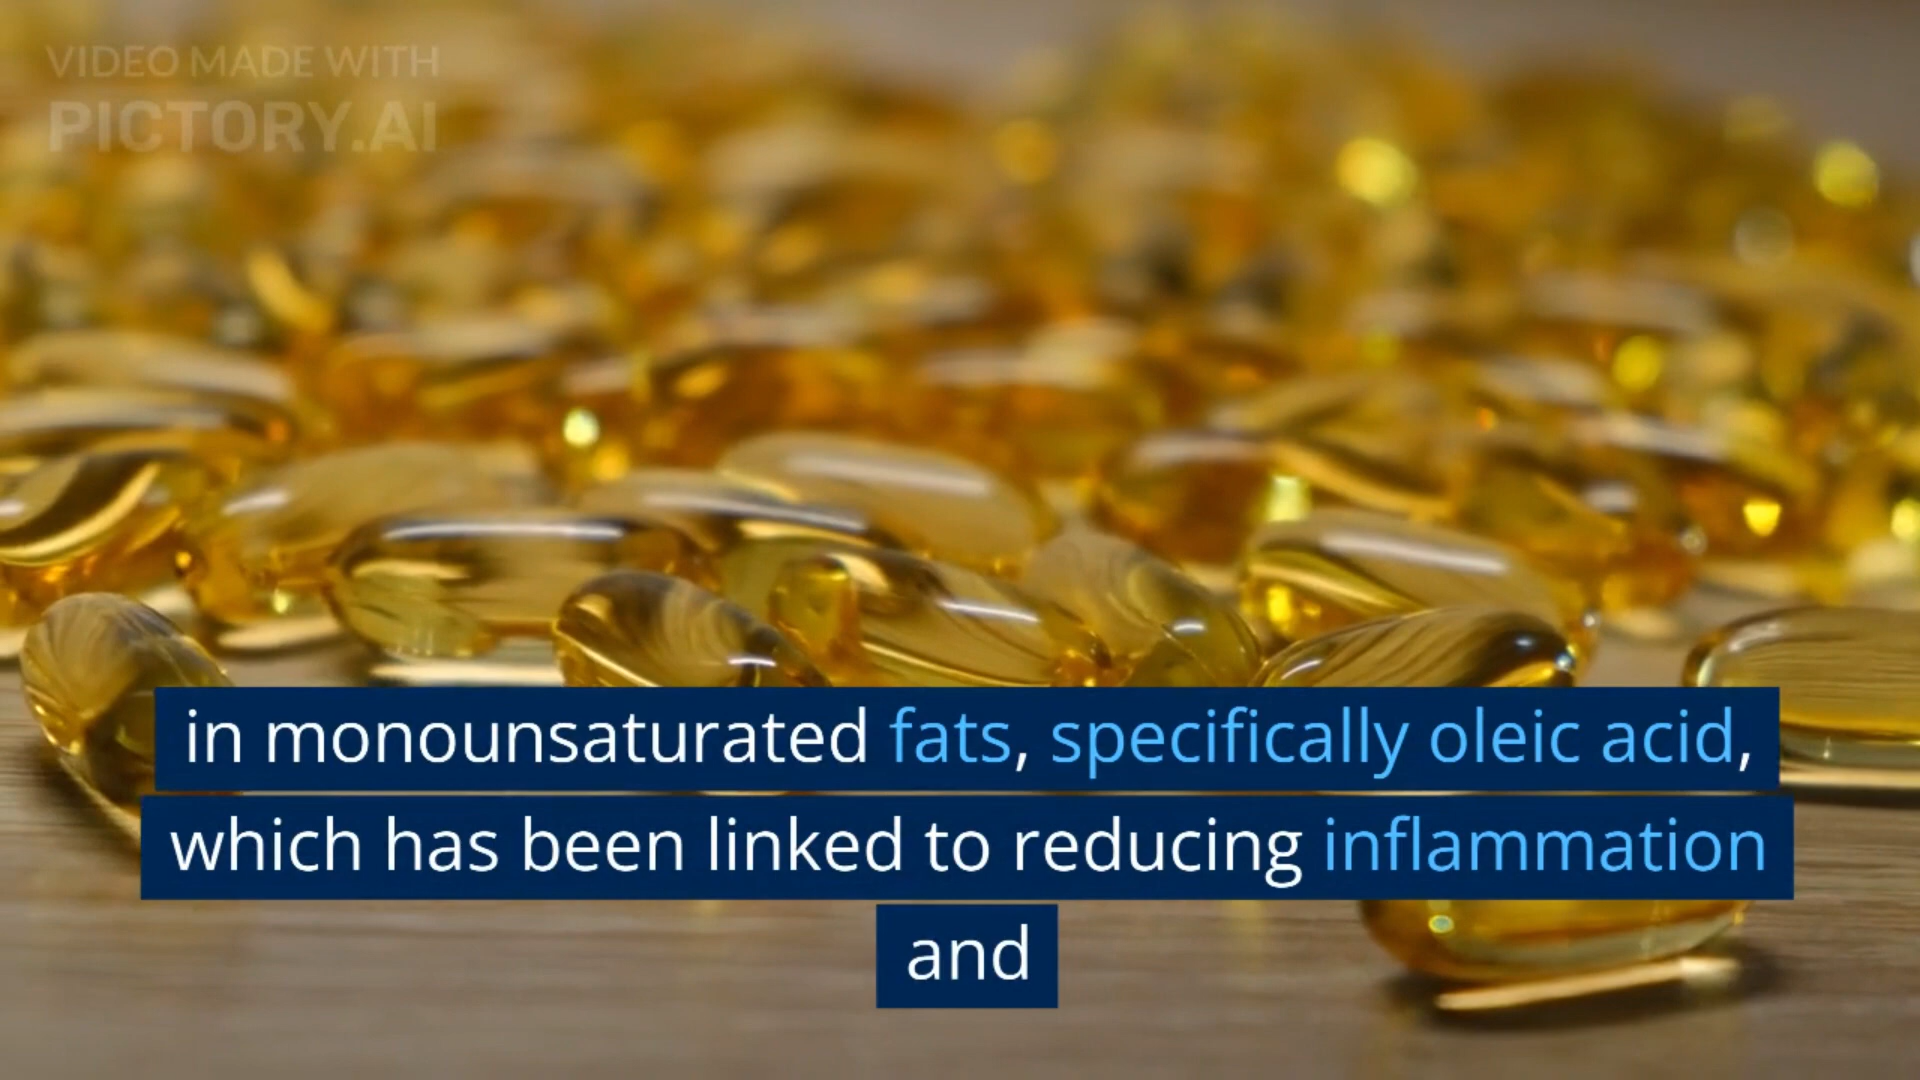 VIDEO MADE WITH
PICTORY.AI
in monounsaturated fats, specifically oleic acid,
which has been linked to reducing inflammation
and